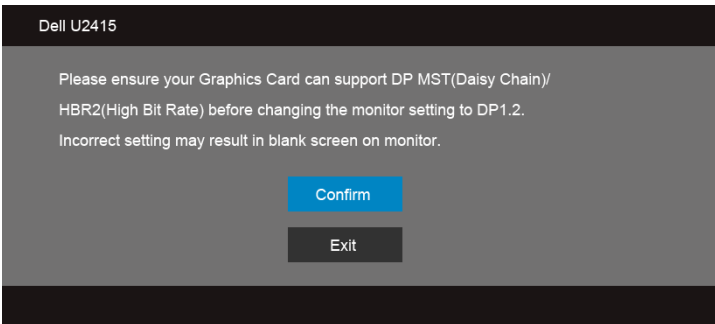 Dell U2415
Please ensure your Graphics Card can support DP MST(Daisy Chain)/
HBR2(High Bit Rate) before changing the monitor setting to DP1.2.
Incorrect setting may result in blank screen on monitor.
Confirm
Exit